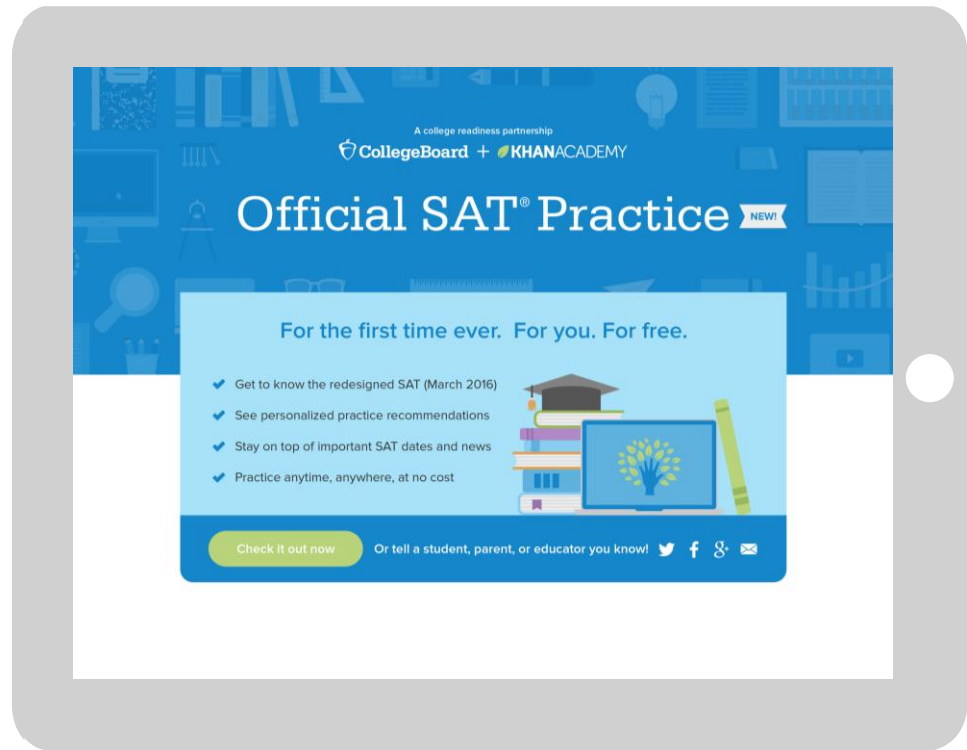 A college readiness partnership
CollegeBoard + KHANACADEMY
Official SAT® Practice NEW!
For the first time ever. For you. For free.
Get to know the redesigned SAT (March 2016)
See personalized practice recommendations
Stay on top of important SAT dates and news
Practice anytime, anywhere, at no cost
Check it out now Or tell a student, parent, or educator you know!